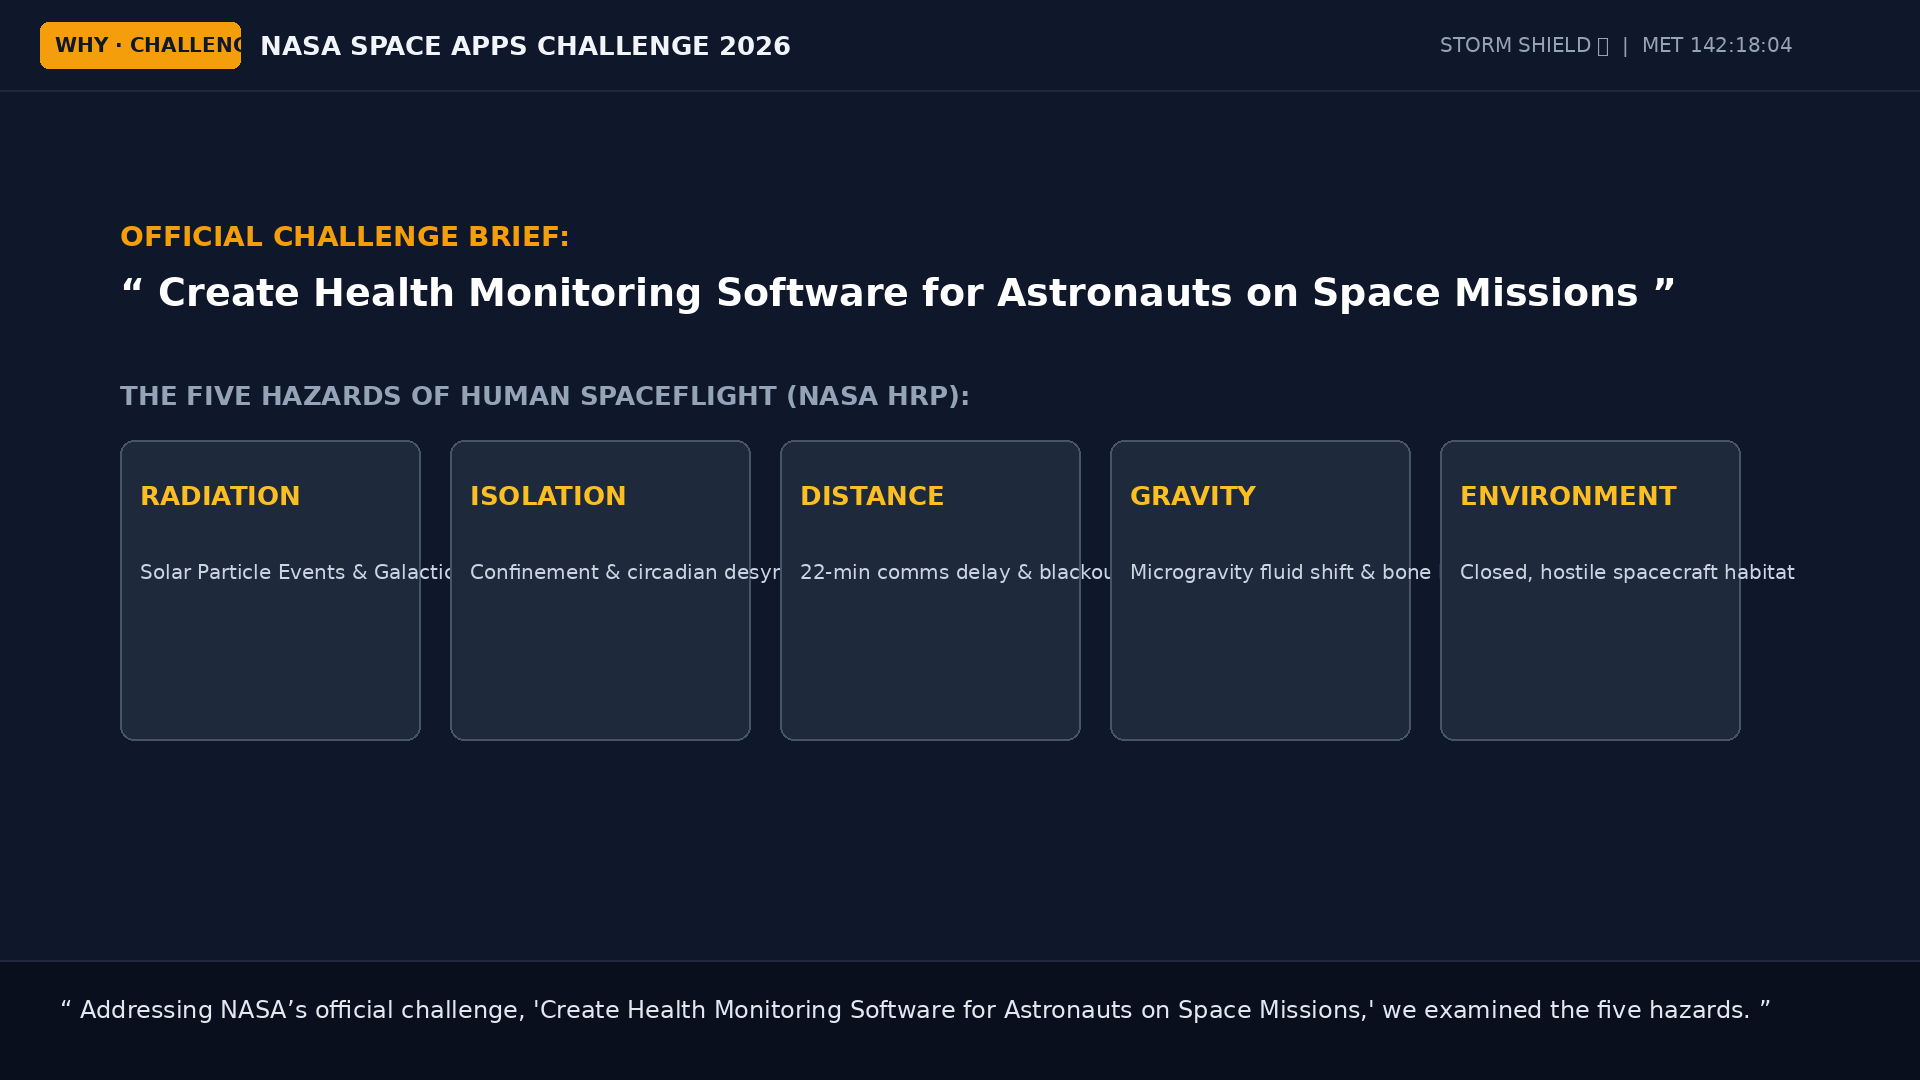 WHY · CHALLENG
NASA SPACE APPS CHALLENGE 2026
STORM SHIELD | MET 142:18:04
OFFICIAL CHALLENGE BRIEF:
“ Create Health Monitoring Software for Astronauts on Space Missions ”
THE FIVE HAZARDS OF HUMAN SPACEFLIGHT (NASA HRP):
RADIATION
Solar Particle Events & Galactic
ISOLATION
Confinement & circadian desyn
DISTANCE
22-min comms delay & blackou
GRAVITY
Microgravity fluid shift & bone
ENVIRONMENT
Closed, hostile spacecraft habitat
“ Addressing NASA’s official challenge, 'Create Health Monitoring Software for Astronauts on Space Missions,' we examined the five hazards. ”